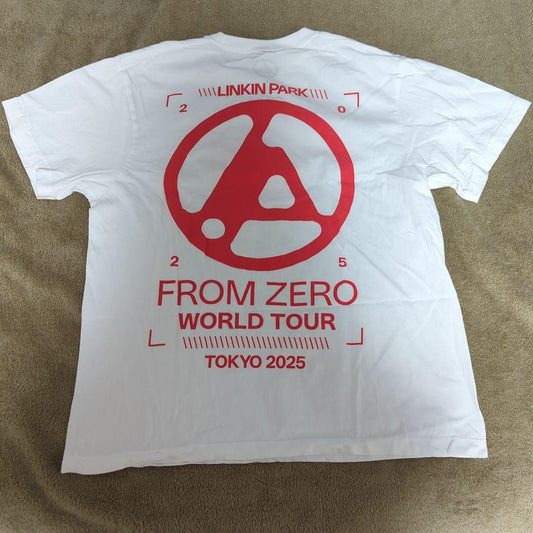 \\\\LINKIN PARK\\\\
2 0
2 5
FROM ZERO
WORLD TOUR
TOKYO 2025